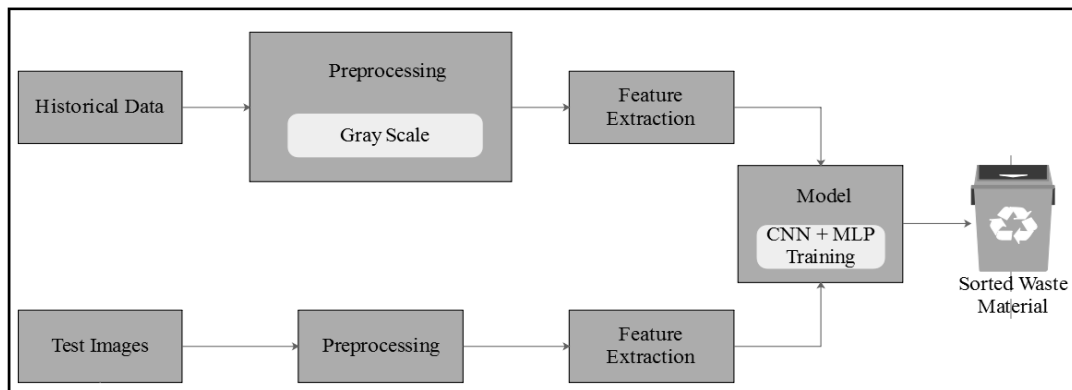 Historical Data
Preprocessing
Gray Scale
Feature
Extraction
Model
CNN + MLP
Training
Sorted Waste
Material
Test Images
Preprocessing
Feature
Extraction